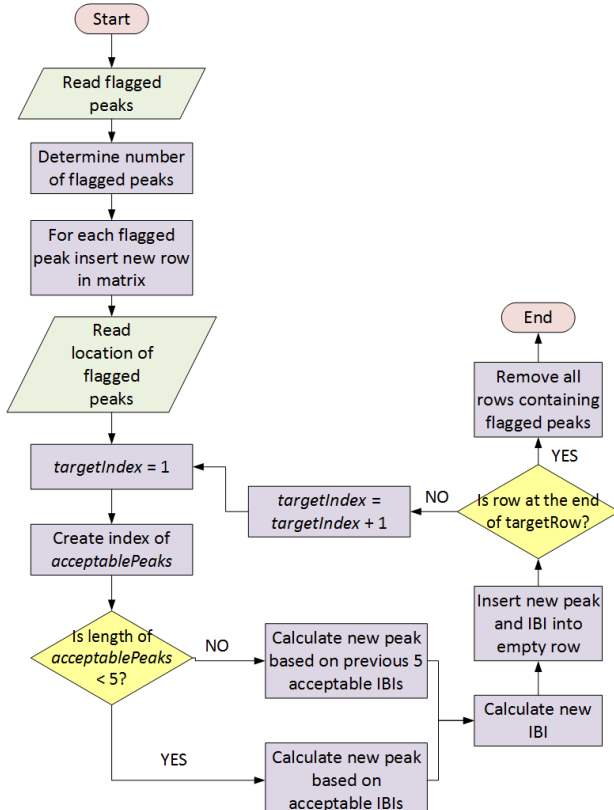 Start
Read flagged
peaks
Determine number
of flagged peaks
For each flagged
peak insert new row
in matrix
Read
location of
flagged
peaks
targetIndex = 1
Create index of
acceptablePeaks
Is length of
acceptablePeaks
< 5?
NO
Calculate new peak
based on previous 5
acceptable IBIs
YES
Calculate new peak
based on
acceptable IBIs
Calculate new
IBI
Insert new peak
and IBI into
empty row
Is row at the end
of targetRow?
NO
targetIndex =
targetIndex + 1
YES
Remove all
rows containing
flagged peaks
End